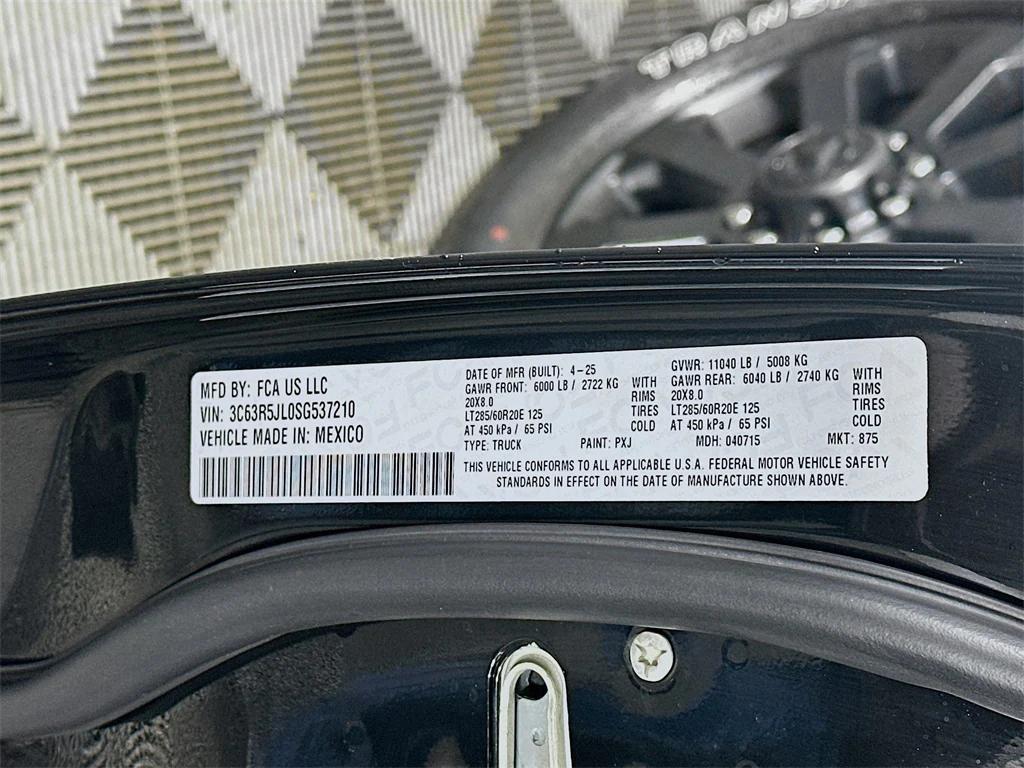 TRANS
MFD BY: FCA US LLC
VIN: 3C63R5JL0SG537210
VEHICLE MADE IN: MEXICO
DATE OF MFR (BUILT): 4-25
GAWR FRONT: 6000 LB / 2722 KG WITH
20X8.0 RIMS
LT285/60R20E 125 TIRES
AT 450 kPa / 65 PSI COLD
TYPE: TRUCK PAINT: PXJ
GVWR: 11040 LB / 5008 KG
GAWR REAR: 6040 LB / 2740 KG WITH
20X8.0 RIMS
LT285/60R20E 125 TIRES
AT 450 kPa / 65 PSI COLD
MDH: 040715 MKT: 875
THIS VEHICLE CONFORMS TO ALL APPLICABLE U.S.A. FEDERAL MOTOR VEHICLE SAFETY
STANDARDS IN EFFECT ON THE DATE OF MANUFACTURE SHOWN ABOVE.